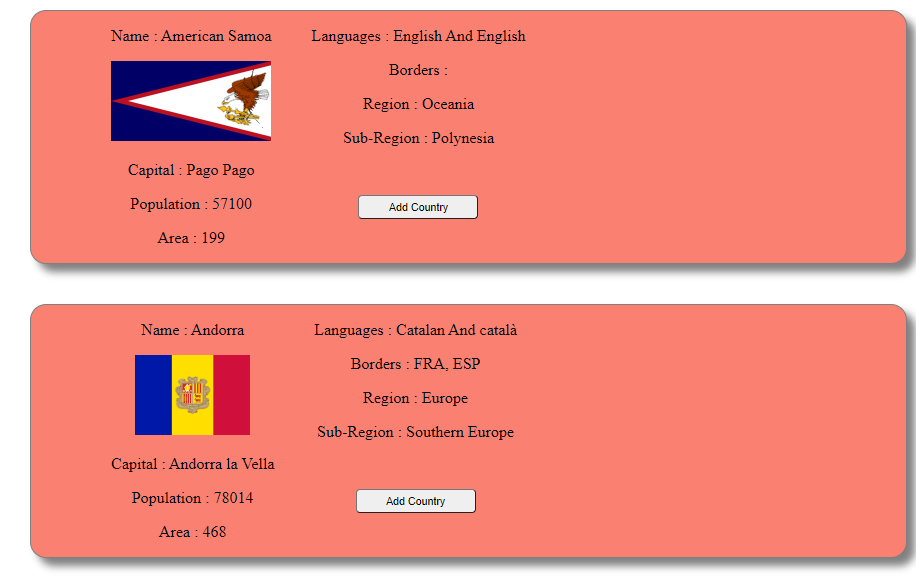 Name : American Samoa
Capital : Pago Pago
Population : 57100
Area : 199
Languages : English And English
Borders :
Region : Oceania
Sub-Region : Polynesia
Add Country
Name : Andorra
Capital : Andorra la Vella
Population : 78014
Area : 468
Languages : Catalan And català
Borders : FRA, ESP
Region : Europe
Sub-Region : Southern Europe
Add Country